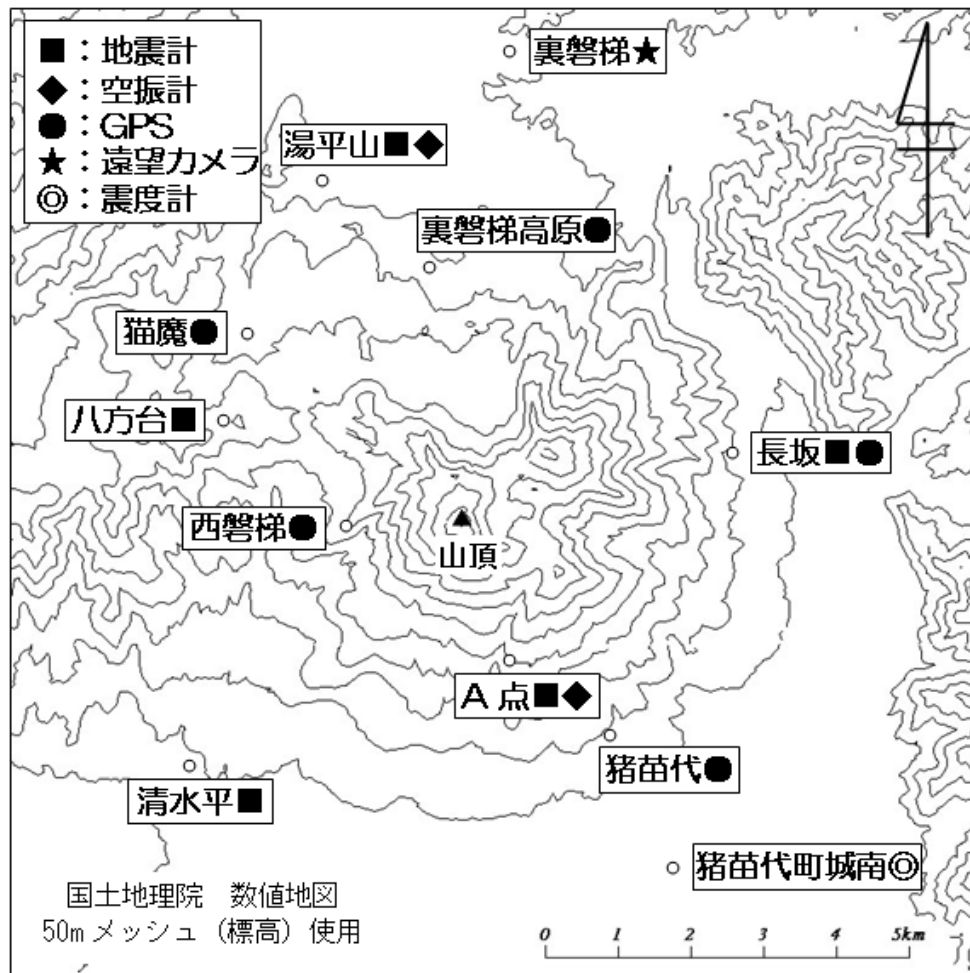 ■：地震計
◆：空振計
●：GPS
★：遠望カメラ
◎：震度計
裏磐梯★
湯平山■◆
裏磐梯高原●
猫魔●
八方台■
長坂■●
西磐梯●
山頂
A 点■◆
猪苗代●
清水平■
猪苗代町城南◎
国土地理院　数値地図
50m メッシュ（標高）使用
0 1 2 3 4 5km